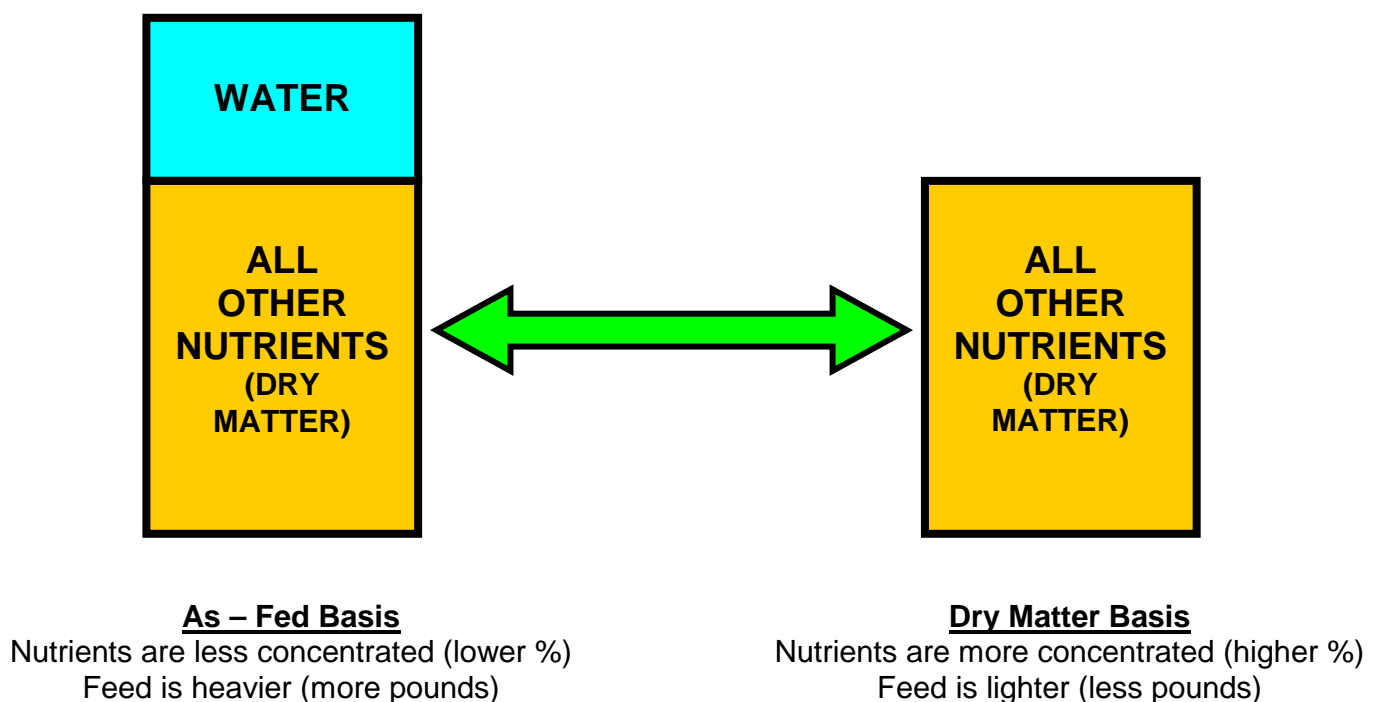 WATER
ALL
OTHER
NUTRIENTS
(DRY
MATTER)
ALL
OTHER
NUTRIENTS
(DRY
MATTER)
As – Fed Basis
Nutrients are less concentrated (lower %)
Feed is heavier (more pounds)
Dry Matter Basis
Nutrients are more concentrated (higher %)
Feed is lighter (less pounds)